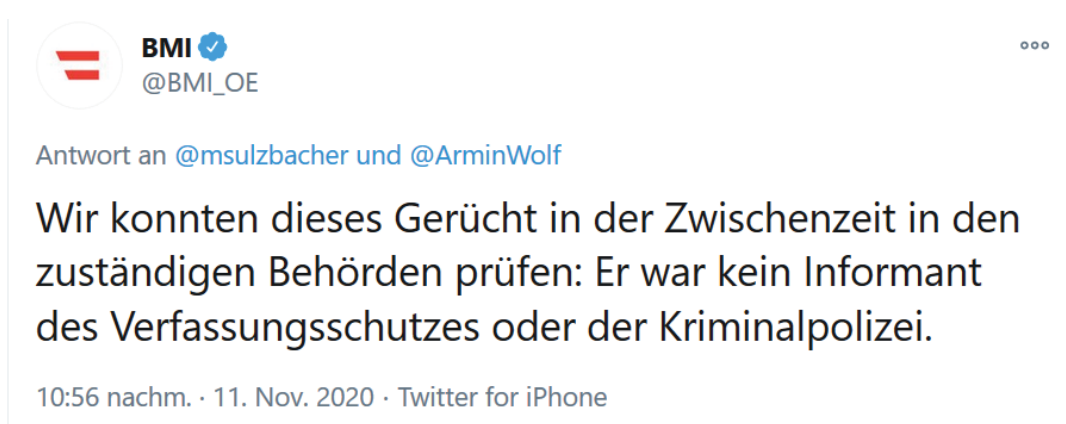 BMI
@BMI_OE
Antwort an @msulzbacher und @ArminWolf
Wir konnten dieses Gerücht in der Zwischenzeit in den
zuständigen Behörden prüfen: Er war kein Informant
des Verfassungsschutzes oder der Kriminalpolizei.
10:56 nachm. · 11. Nov. 2020 · Twitter for iPhone